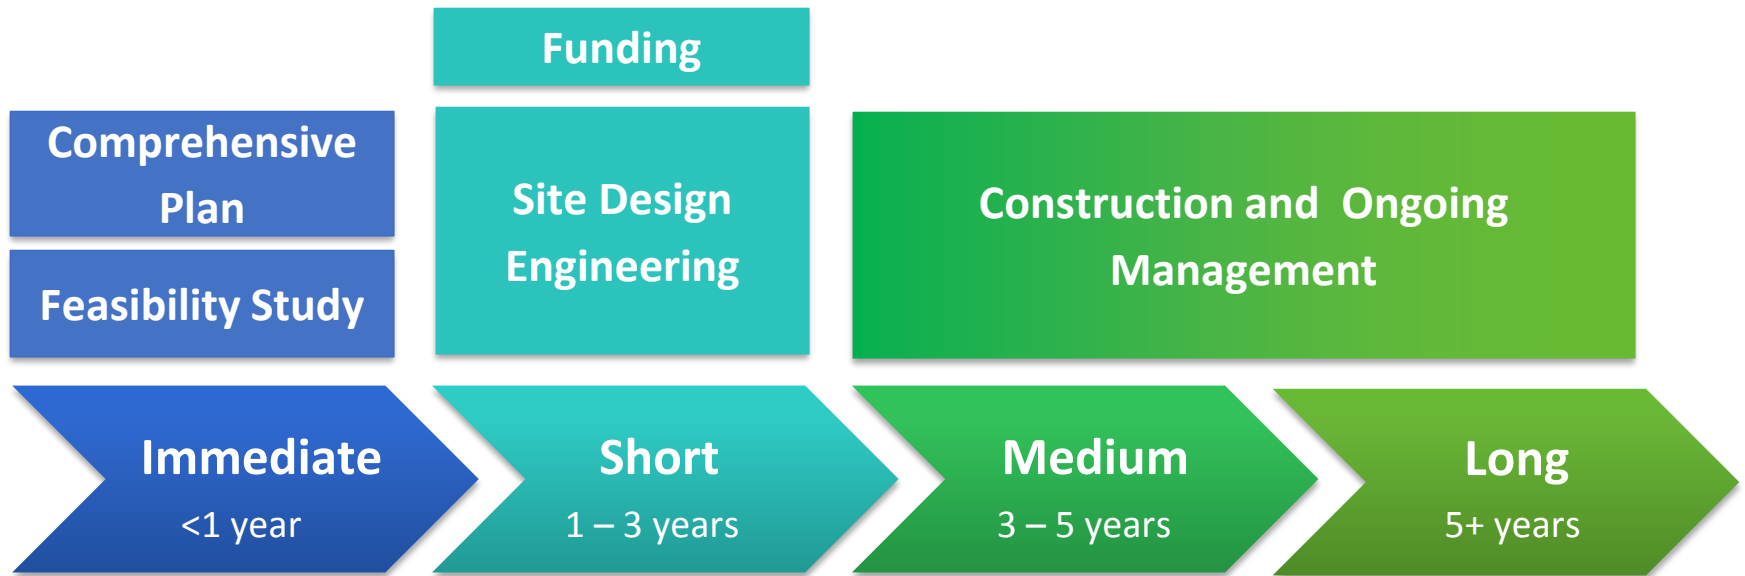 Funding
Comprehensive
Plan
Feasibility Study
Site Design
Engineering
Construction and  Ongoing
Management
Immediate
<1 year
Short
1 – 3 years
Medium
3 – 5 years
Long
5+ years